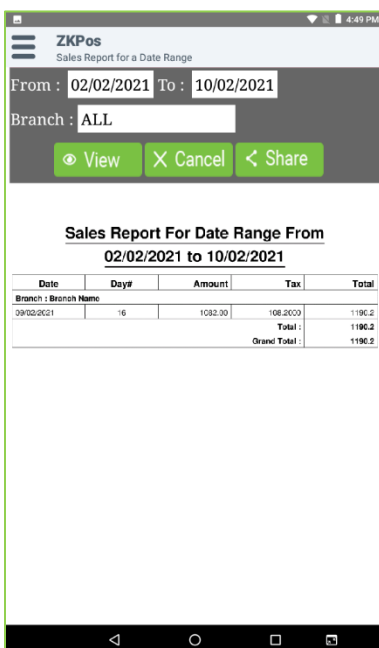 4:49 PM
ZKPos
Sales Report for a Date Range
From : 02/02/2021 To : 10/02/2021
Branch : ALL
View X Cancel Share
Sales Report For Date Range From
02/02/2021 to 10/02/2021
Date Day# Amount Tax Total
Branch : Branch Name
09/02/2021 16 1082.00 108.2000 1190.2
Total : 1190.2
Grand Total : 1190.2